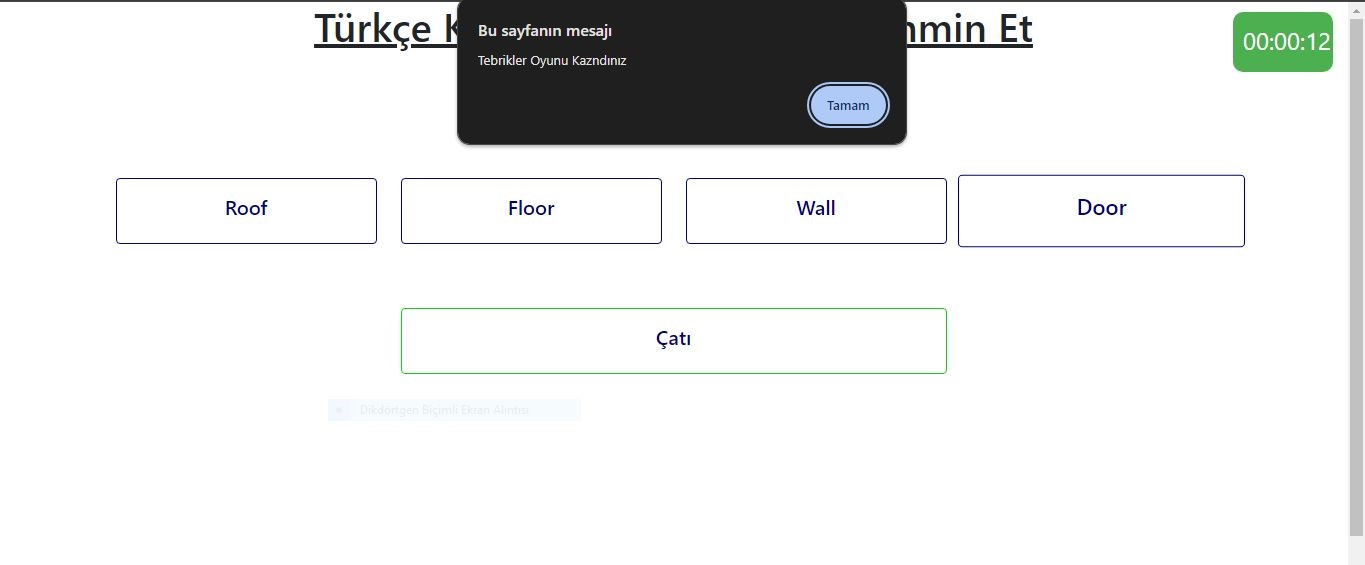 Türkçe K
Bu sayfanın mesajı
Tebrikler Oyunu Kazndınız
Tamam
hmin Et
00:00:12
Roof
Floor
Wall
Door
Çatı
Dikdörtgen Biçimli Ekran Alıntısı